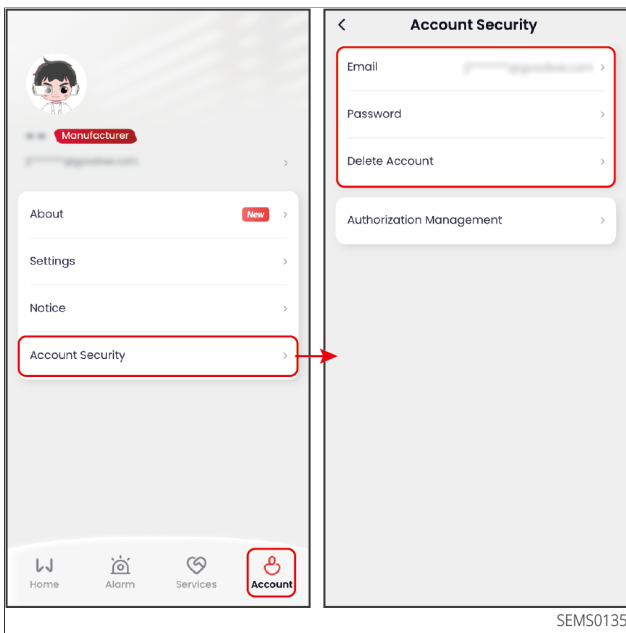 Manufacturer
About
New
Settings
Notice
Account Security
Home
Alarm
Services
Account
Account Security
Email
Password
Delete Account
Authorization Management
SEMS0135